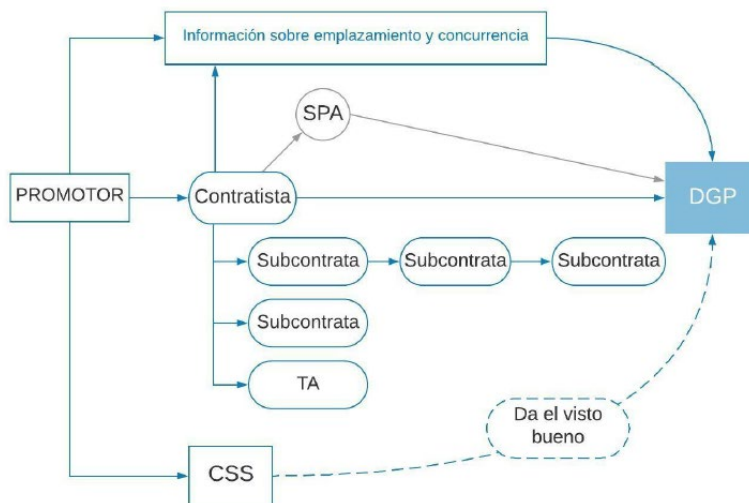 Información sobre emplazamiento y concurrencia
SPA
PROMOTOR
Contratista
DGP
Subcontrata
Subcontrata
Subcontrata
Subcontrata
TA
Da el visto
bueno
CSS